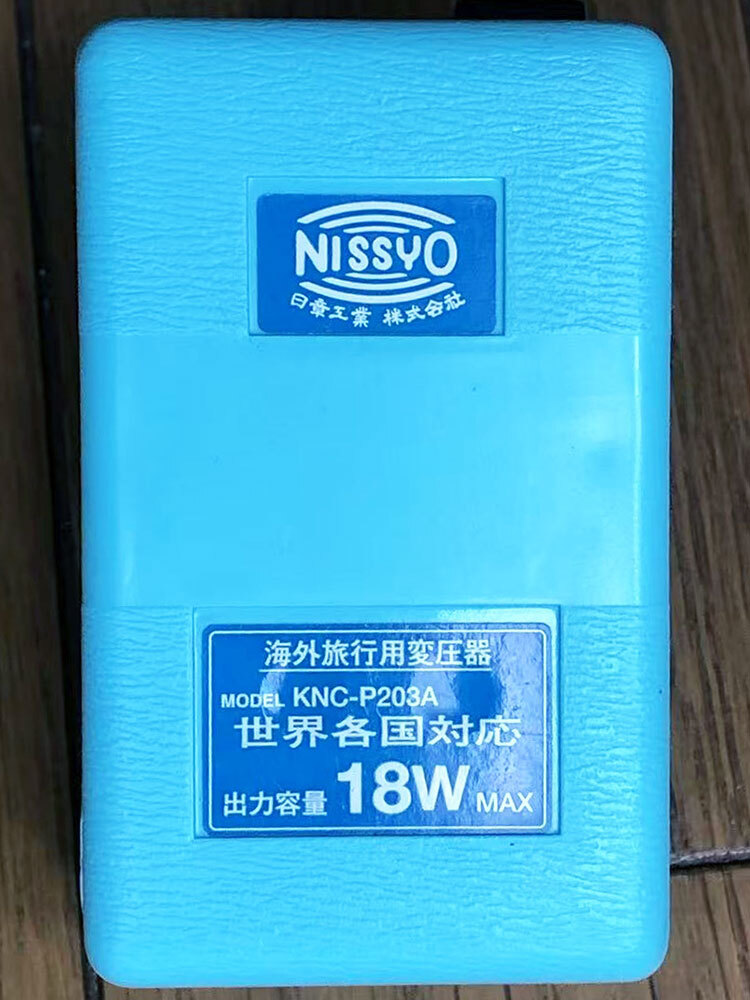 NISSYO
日章工業 株式会社
海外旅行用変圧器
MODEL KNC-P203A
世界各国対応
出力容量 18W MAX